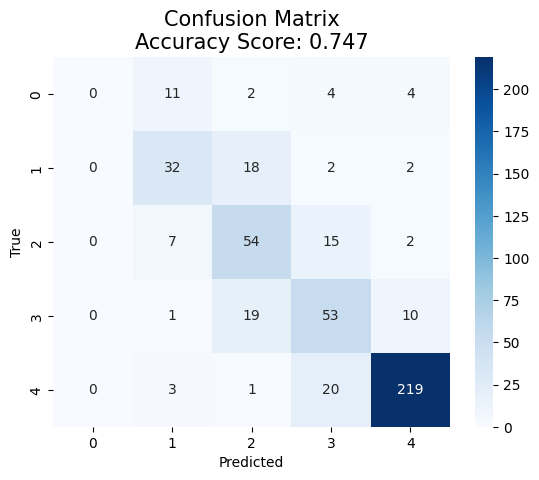 Confusion Matrix
Accuracy Score: 0.747
0 0 11 2 4 4
1 0 32 18 2 2
2 0 7 54 15 2
3 0 1 19 53 10
4 0 3 1 20 219
0 1 2 3 4
True
Predicted
200
175
150
125
100
75
50
25
0